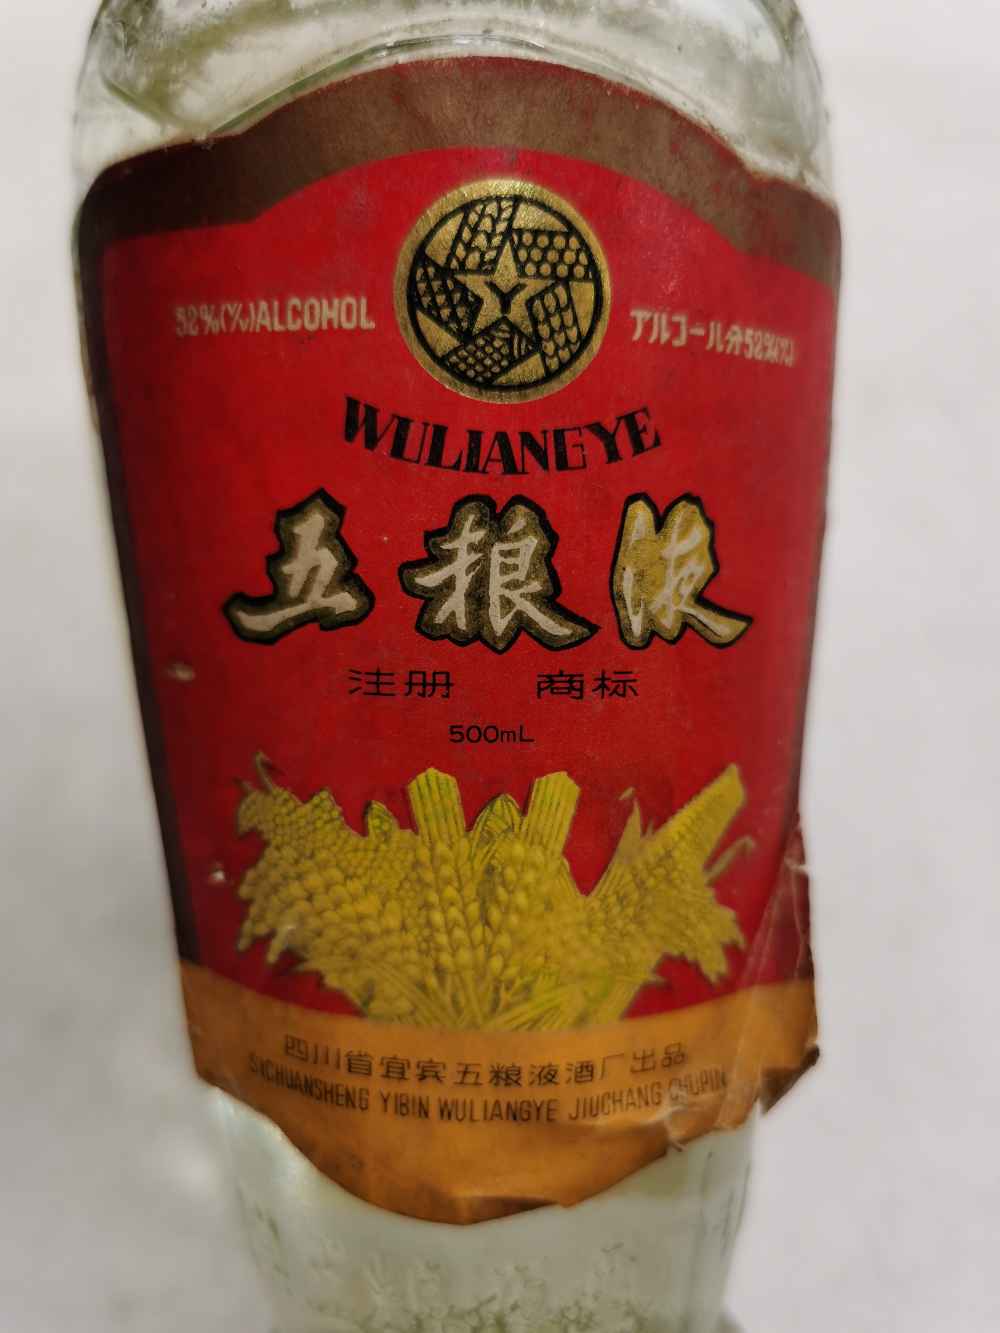 52%(%)ALCOHOL
アルコール分52%(%)
Y
WULIANGYE
五粮液
注册 商标
500mL
四川省宜宾五粮液酒厂出品
SICHUANSHENG YIBIN WULIANGYE JIUCHANG CHUPIN